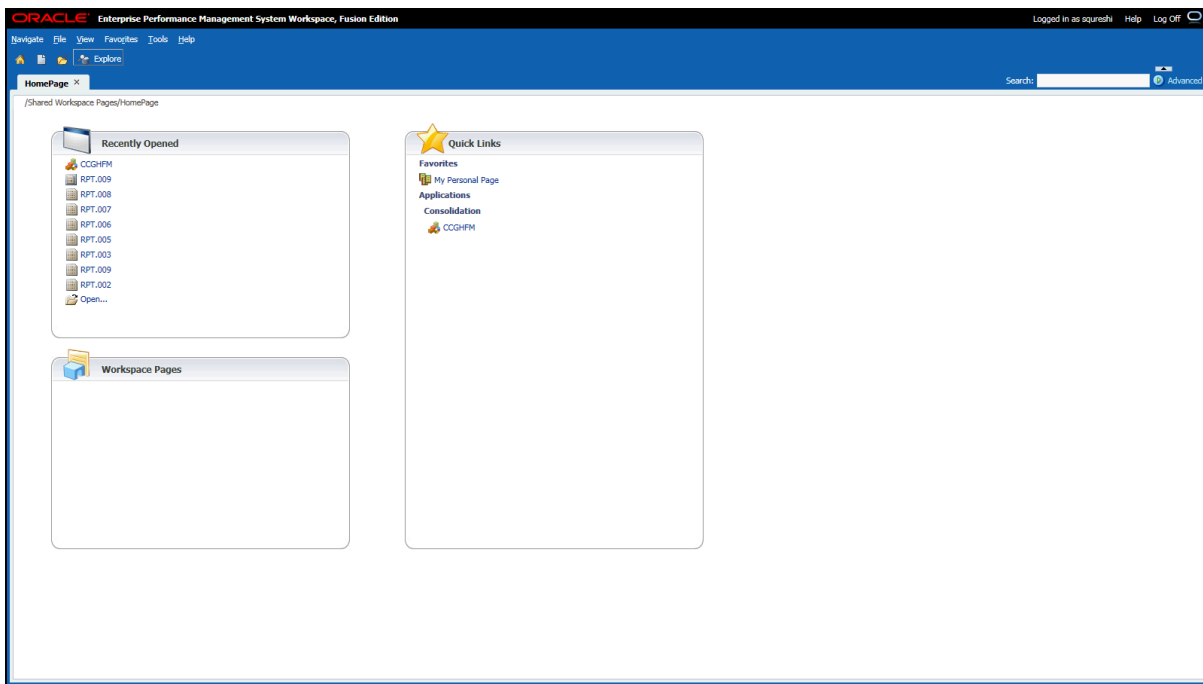 ORACLE Enterprise Performance Management System Workspace, Fusion Edition
Logged in as squreshi Help Log Off
Navigate File View Favorites Tools Help
Explore
HomePage ×
Search: Advanced
/Shared Workspace Pages/HomePage
Recently Opened
CCGHFM
RPT.009
RPT.008
RPT.007
RPT.006
RPT.005
RPT.003
RPT.009
RPT.002
Open...
Workspace Pages
Quick Links
Favorites
My Personal Page
Applications
Consolidation
CCGHFM